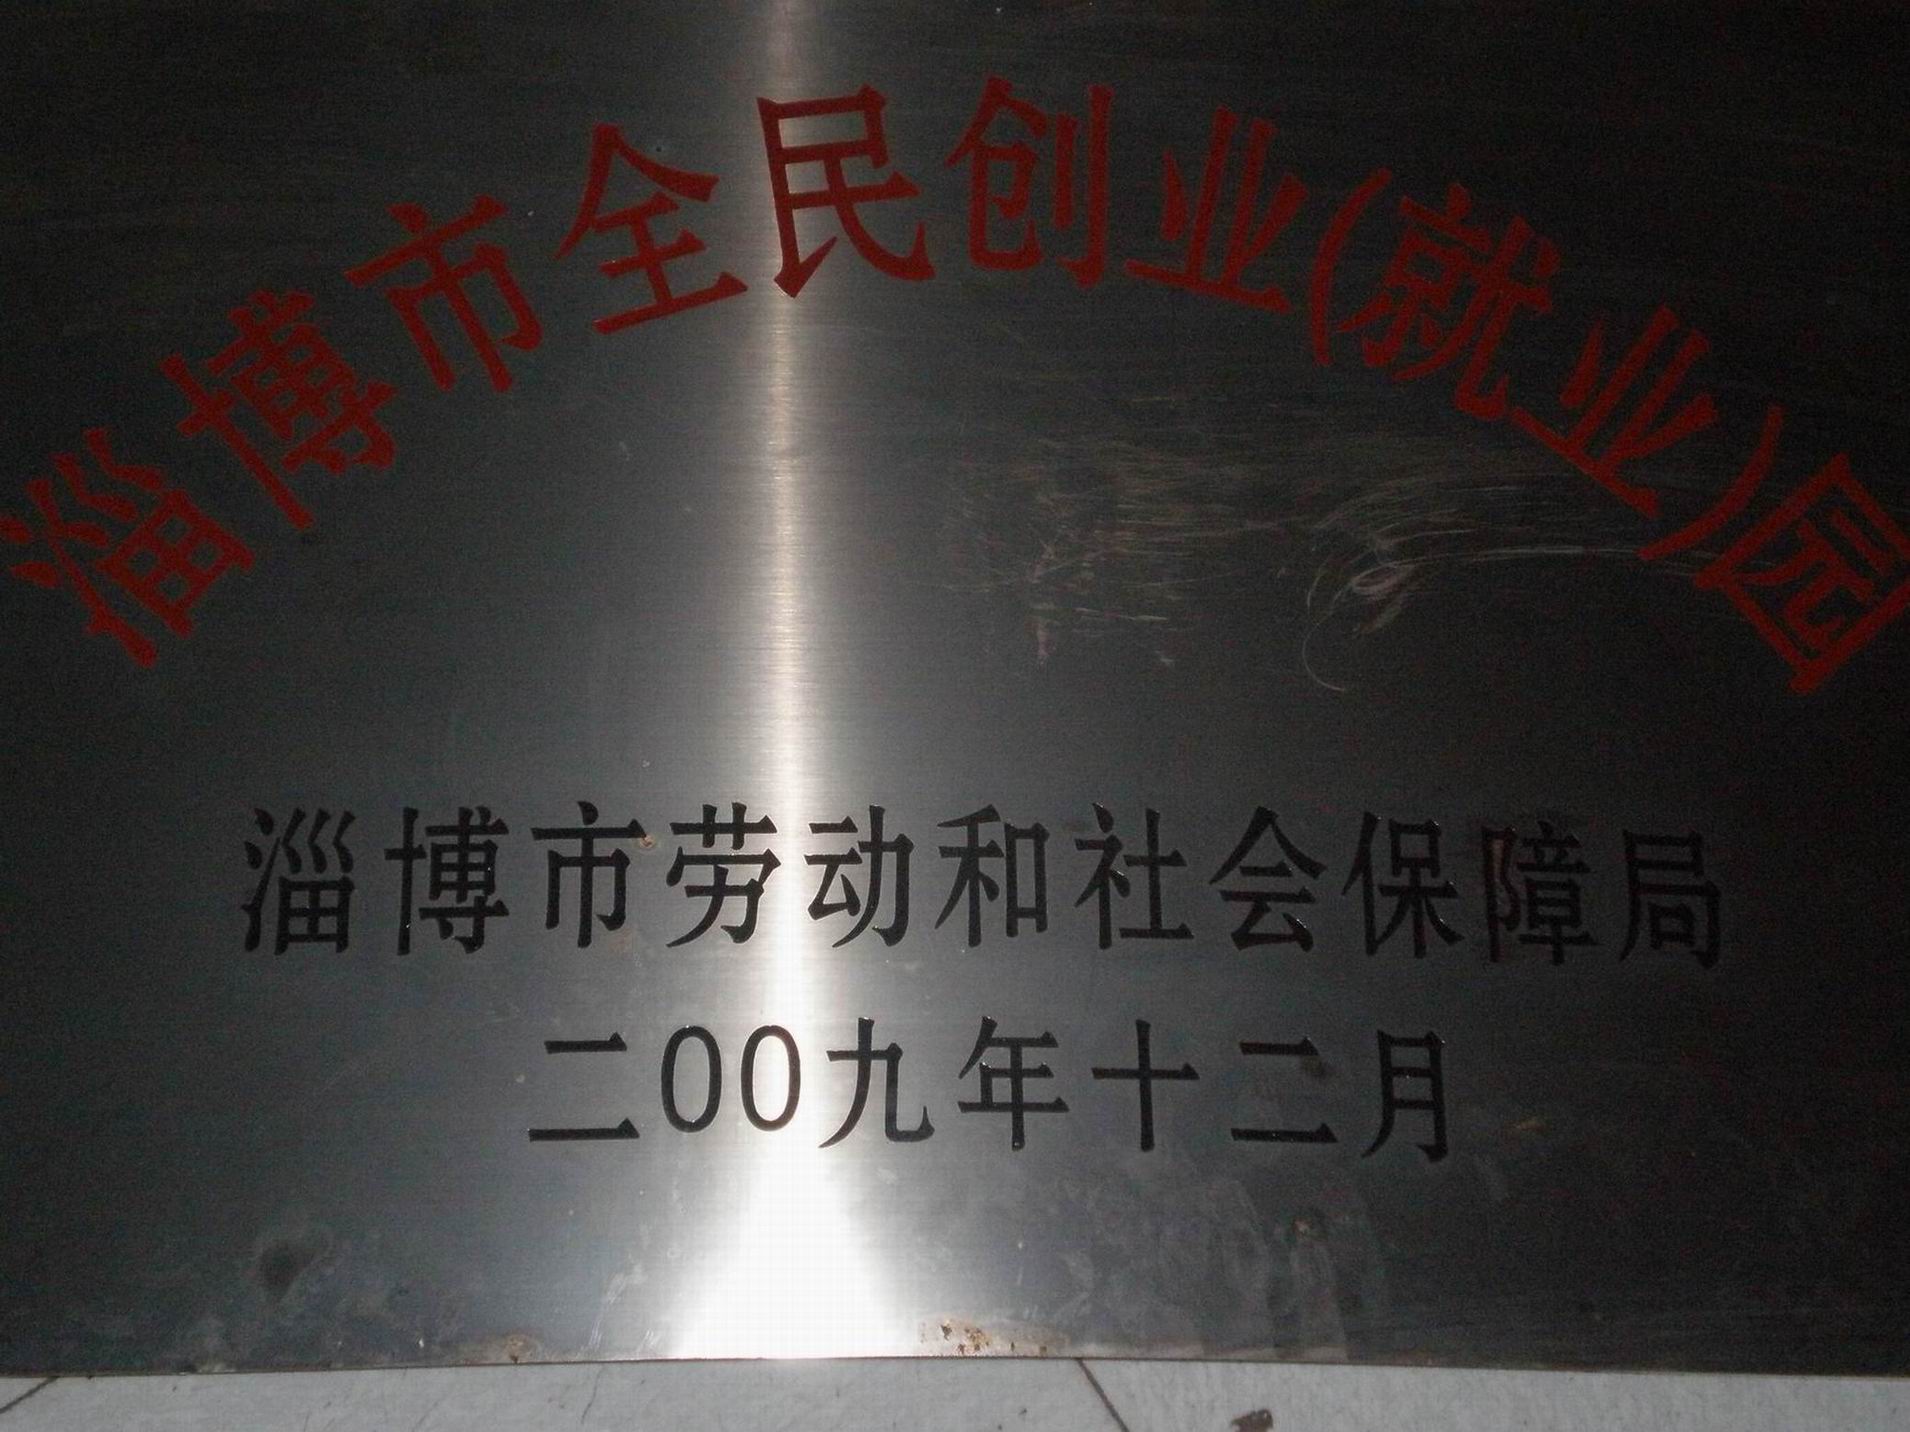 淄博市全民创业(就业)园
淄博市劳动和社会保障局
二00九年十二月